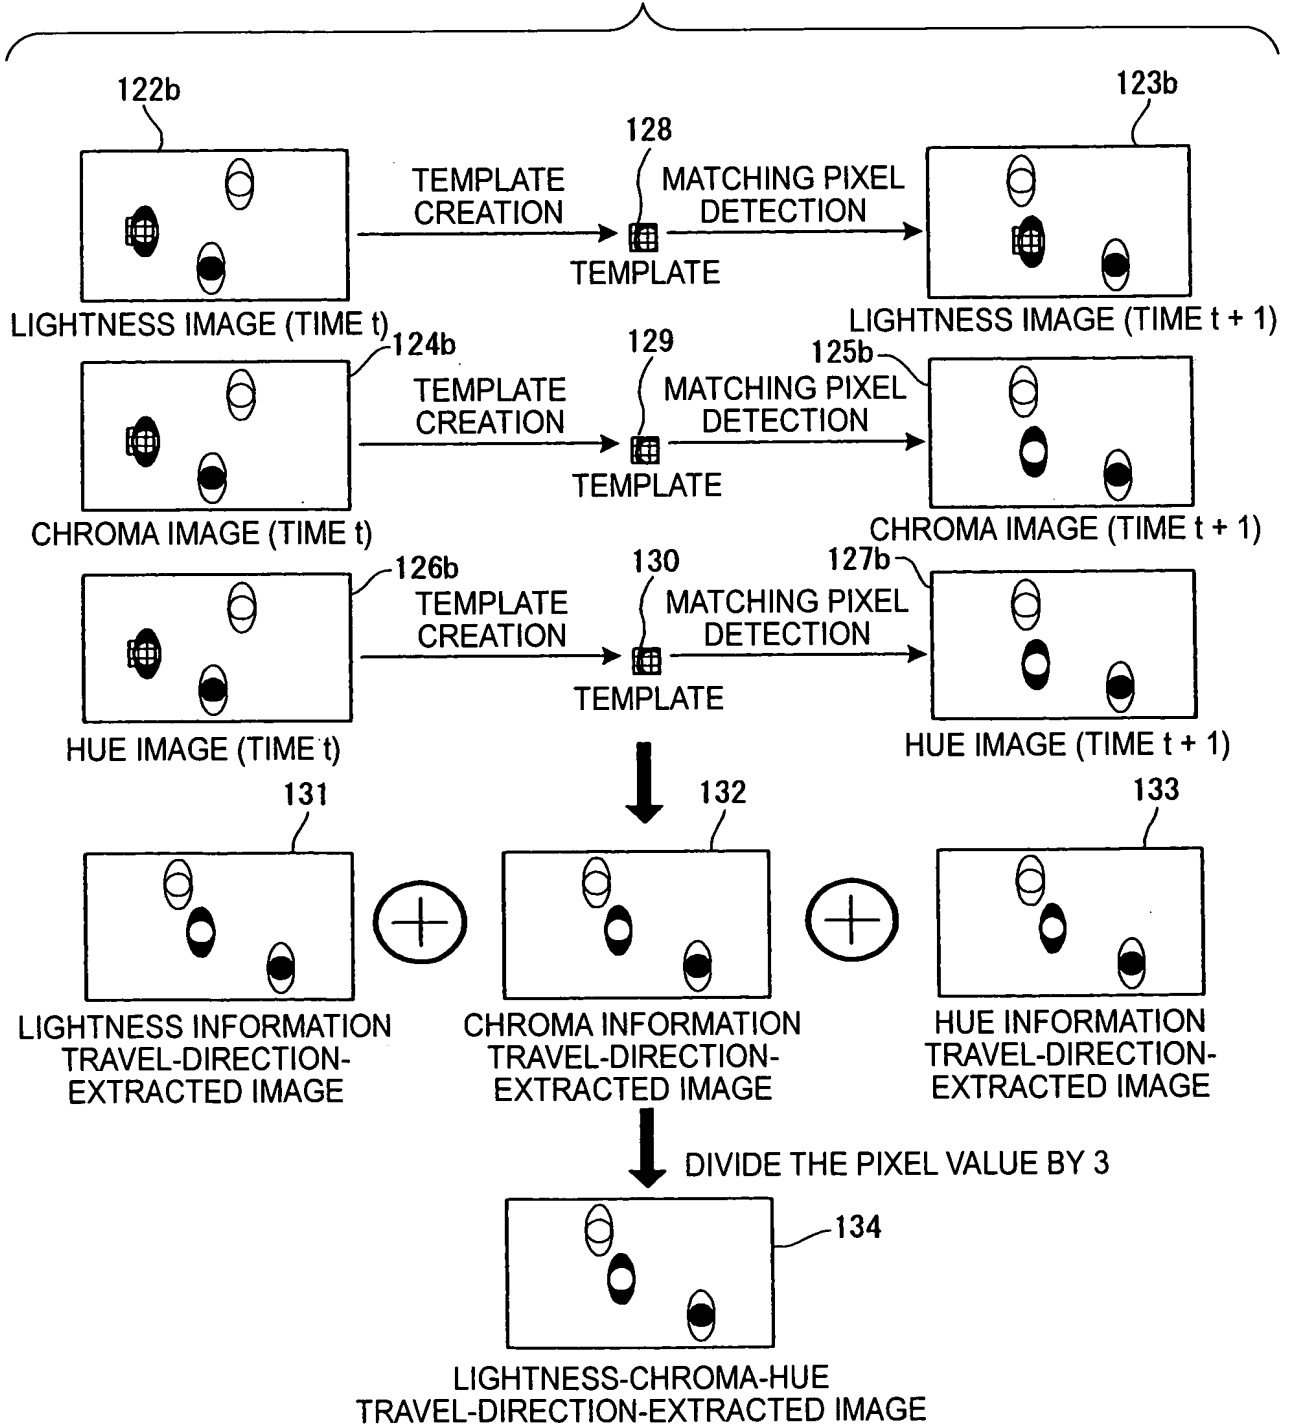 122b
128
123b
TEMPLATE
CREATION
MATCHING PIXEL
DETECTION
TEMPLATE
LIGHTNESS IMAGE (TIME t)
LIGHTNESS IMAGE (TIME t + 1)
124b
129
125b
TEMPLATE
CREATION
MATCHING PIXEL
DETECTION
TEMPLATE
CHROMA IMAGE (TIME t)
CHROMA IMAGE (TIME t + 1)
126b
130
127b
TEMPLATE
CREATION
MATCHING PIXEL
DETECTION
TEMPLATE
HUE IMAGE (TIME t)
HUE IMAGE (TIME t + 1)
131
132
133
LIGHTNESS INFORMATION
TRAVEL-DIRECTION-
EXTRACTED IMAGE
CHROMA INFORMATION
TRAVEL-DIRECTION-
EXTRACTED IMAGE
HUE INFORMATION
TRAVEL-DIRECTION-
EXTRACTED IMAGE
DIVIDE THE PIXEL VALUE BY 3
134
LIGHTNESS-CHROMA-HUE
TRAVEL-DIRECTION-EXTRACTED IMAGE